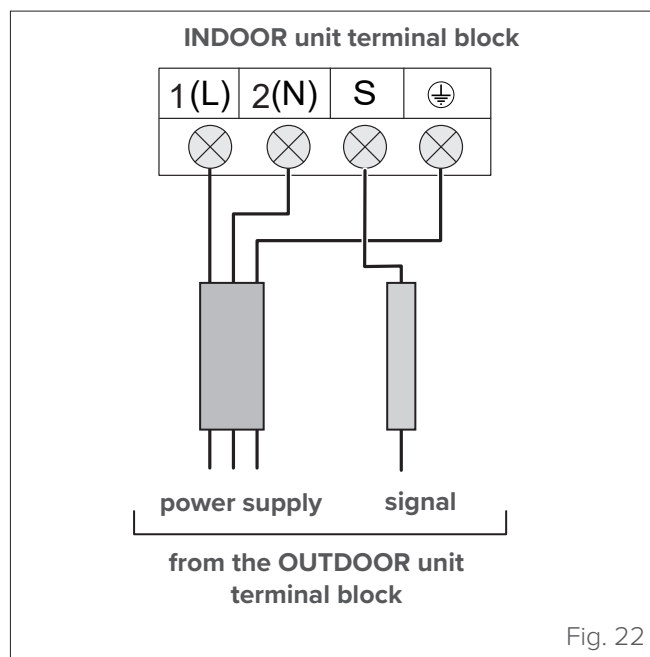 INDOOR unit terminal block
1(L) 2(N) S ⏚
power supply signal
from the OUTDOOR unit
terminal block
Fig. 22